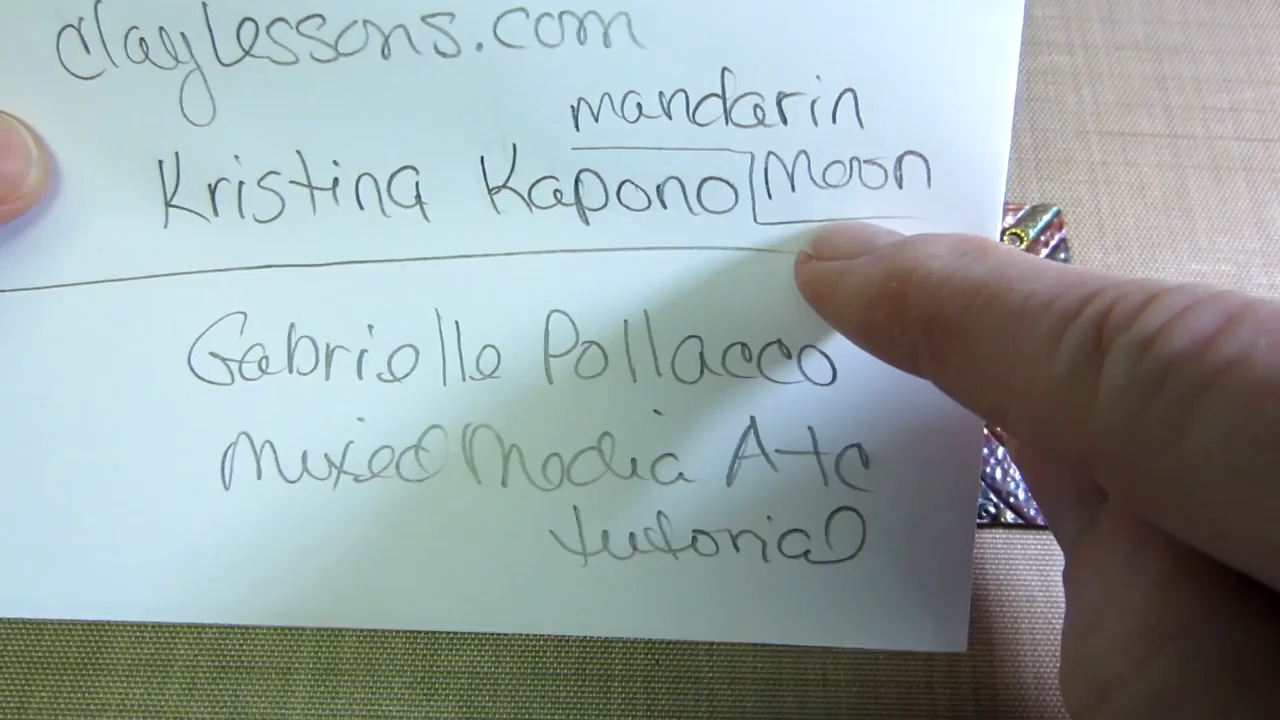 claylessons.com
mandarin
Kristina Kapono Moon
Gabrielle Pollacco
Mixed Media Atc
tutorial